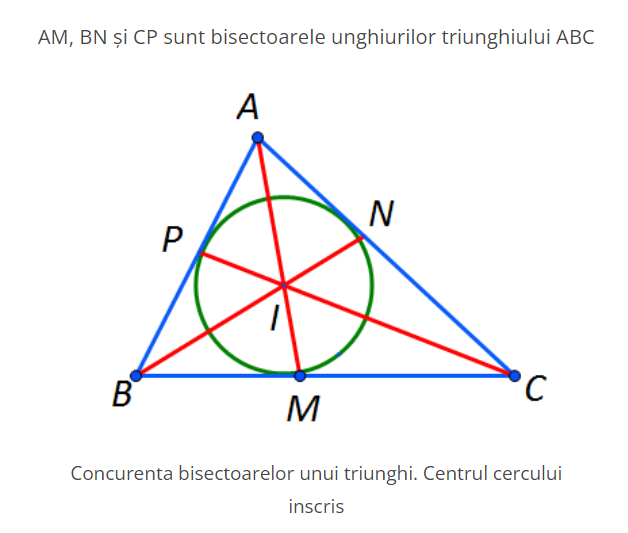 AM, BN și CP sunt bisectoarele unghiurilor triunghiului ABC
A
N
P
I
B
C
M
Concurenta bisectoarelor unui triunghi. Centrul cercului
inscris